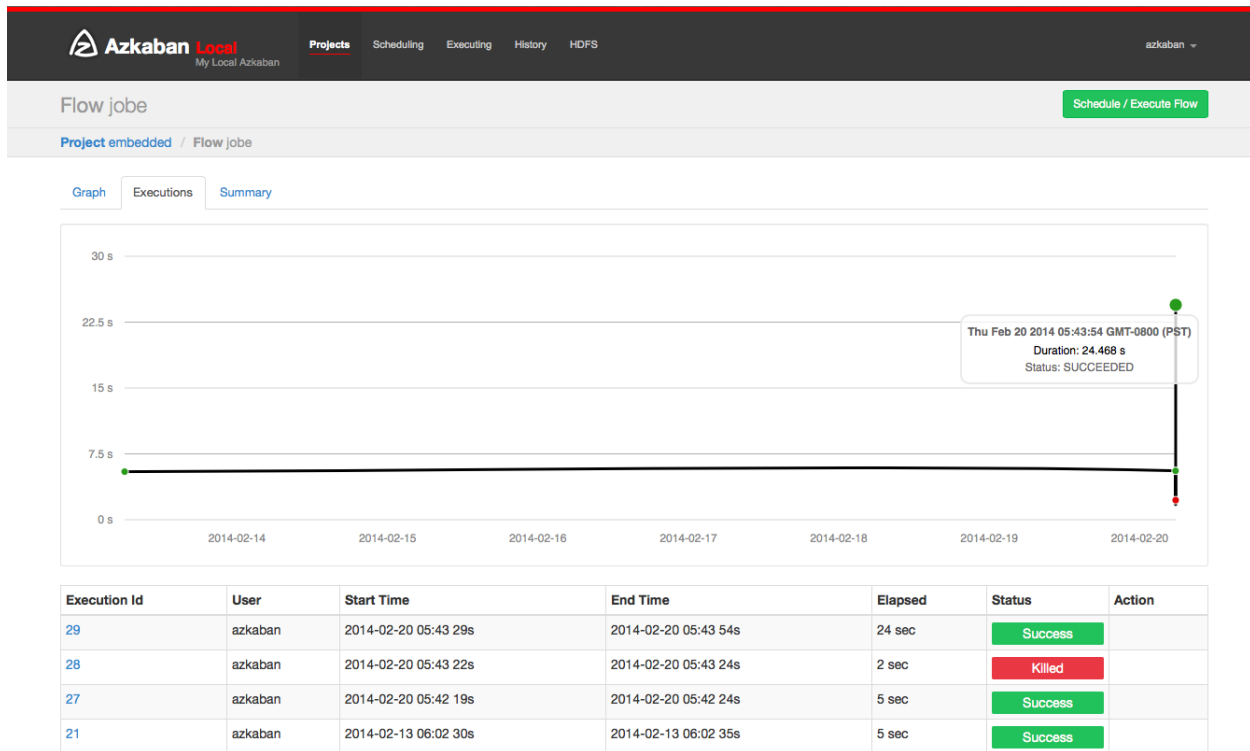 Azkaban Local
My Local Azkaban
Projects Scheduling Executing History HDFS
azkaban
Flow jobe
Schedule / Execute Flow
Project embedded / Flow jobe
Graph Executions Summary
30 s
22.5 s
15 s
7.5 s
0 s
Thu Feb 20 2014 05:43:54 GMT-0800 (PST)
Duration: 24.468 s
Status: SUCCEEDED
2014-02-14 2014-02-15 2014-02-16 2014-02-17 2014-02-18 2014-02-19 2014-02-20
Execution Id User Start Time End Time Elapsed Status Action
29 azkaban 2014-02-20 05:43 29s 2014-02-20 05:43 54s 24 sec Success
28 azkaban 2014-02-20 05:43 22s 2014-02-20 05:43 24s 2 sec Killed
27 azkaban 2014-02-20 05:42 19s 2014-02-20 05:42 24s 5 sec Success
21 azkaban 2014-02-13 06:02 30s 2014-02-13 06:02 35s 5 sec Success